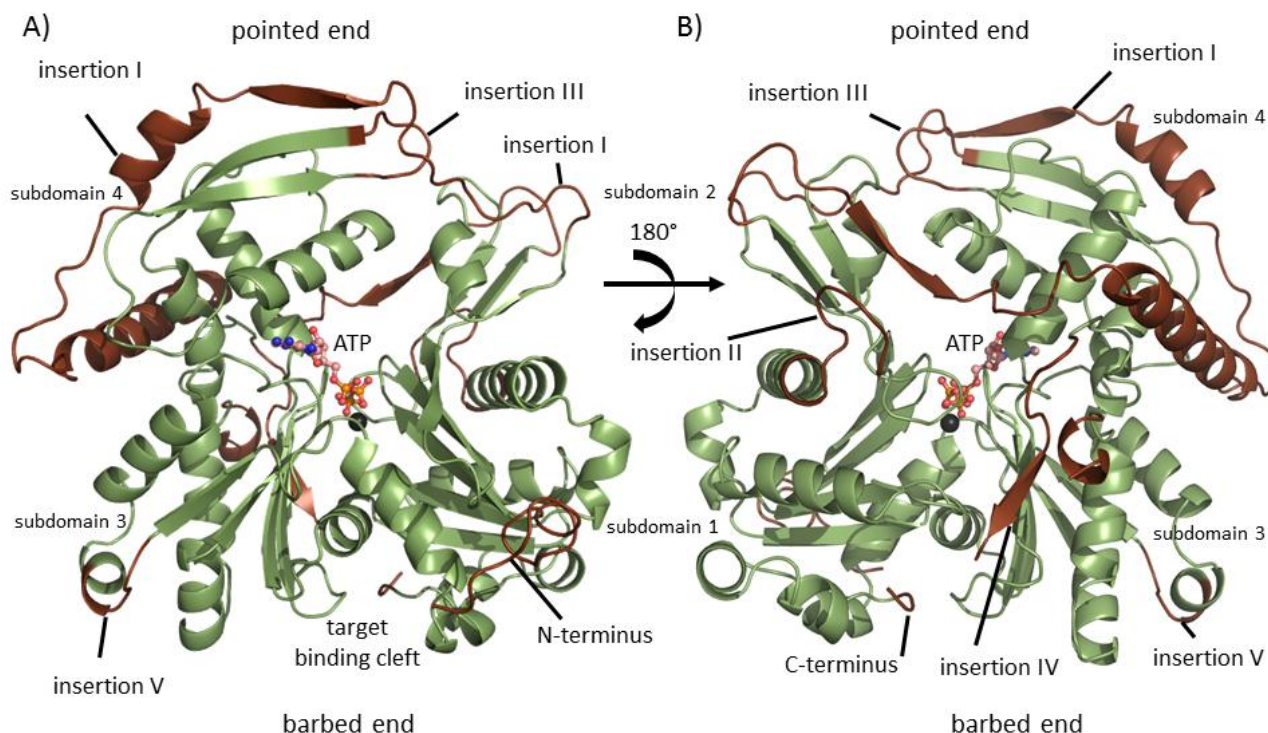 A)
pointed end
insertion I
insertion III
insertion I
subdomain 4
ATP
subdomain 3
subdomain 1
target
binding cleft
N-terminus
insertion V
barbed end
180°
B)
pointed end
insertion I
insertion III
subdomain 4
subdomain 2
insertion II
ATP
subdomain 3
C-terminus
insertion IV
insertion V
barbed end